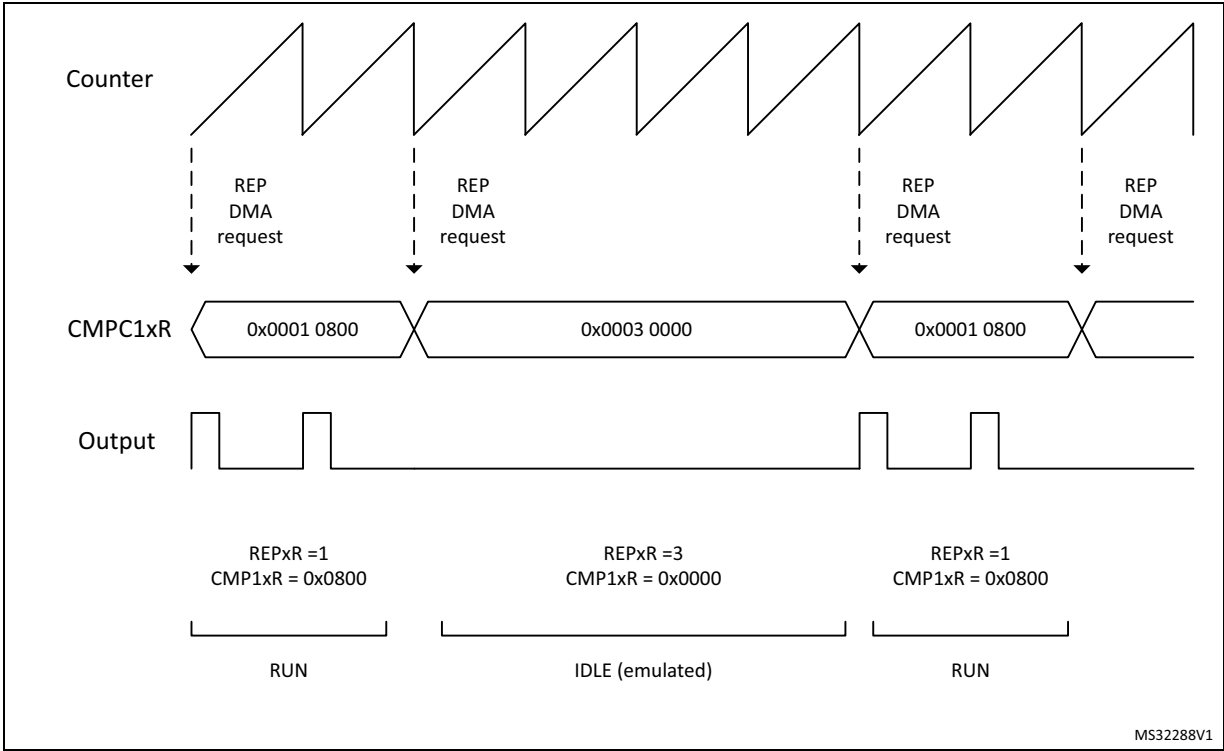 Counter
REP
DMA
request
REP
DMA
request
REP
DMA
request
REP
DMA
request
CMPC1xR
0x0001 0800
0x0003 0000
0x0001 0800
Output
REPxR =1
CMP1xR = 0x0800
REPxR =3
CMP1xR = 0x0000
REPxR =1
CMP1xR = 0x0800
RUN
IDLE (emulated)
RUN
MS32288V1